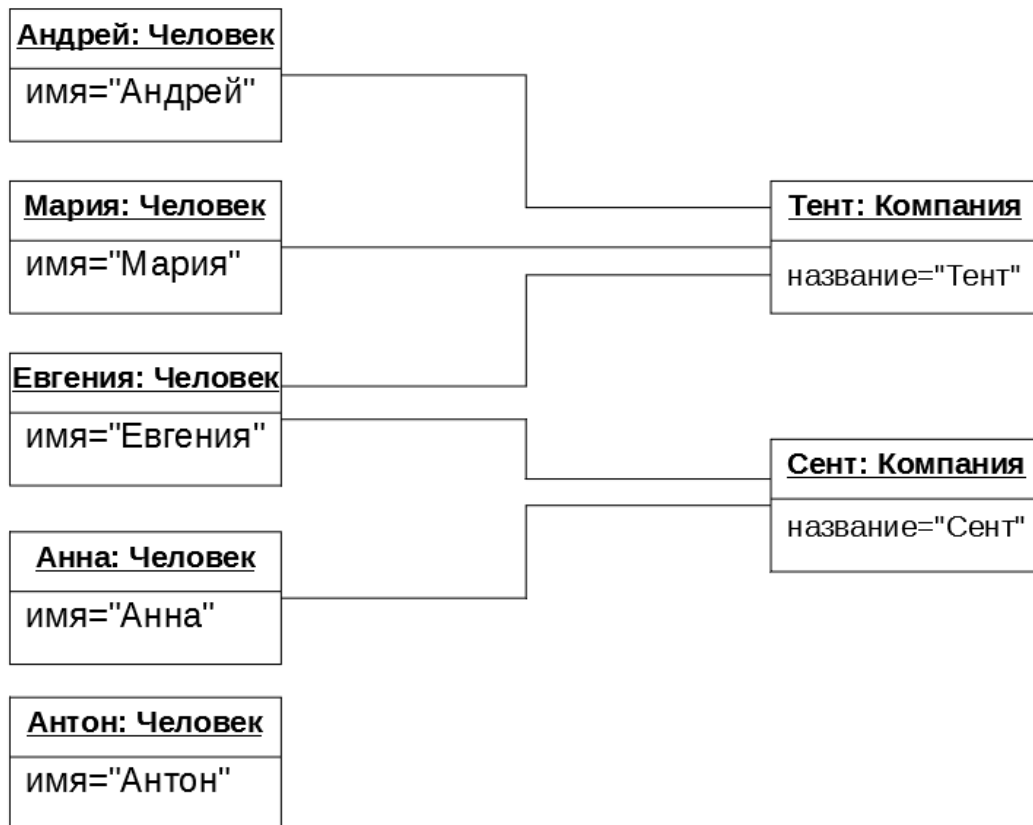 Андрей: Человек
имя="Андрей"
Мария: Человек
имя="Мария"
Евгения: Человек
имя="Евгения"
Анна: Человек
имя="Анна"
Антон: Человек
имя="Антон"
Тент: Компания
название="Тент"
Сент: Компания
название="Сент"